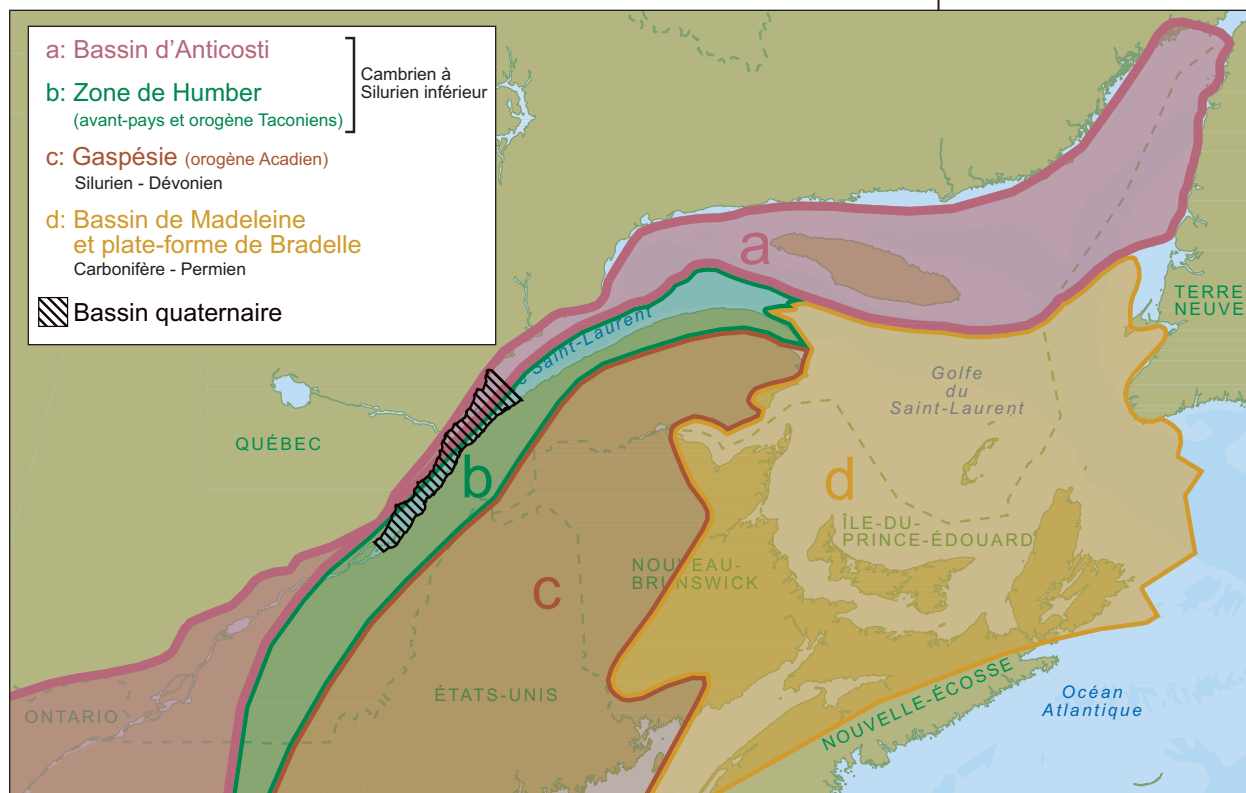 a: Bassin d'Anticosti
b: Zone de Humber
(avant-pays et orogène Taconiens)
Cambrien à
Silurien inférieur
c: Gaspésie (orogène Acadien)
Silurien - Dévonien
d: Bassin de Madeleine
et plate-forme de Bradelle
Carbonifère - Permien
Bassin quaternaire
a
TERRE
NEUVE
e Saint-Laurent
Golfe
du
Saint-Laurent
QUÉBEC
b
d
ÎLE-DU-
PRINCE-ÉDOUARD
NOUVEAU-
BRUNSWICK
c
ÉTATS-UNIS
ONTARIO
NOUVELLE-ÉCOSSE
Océan
Atlantique